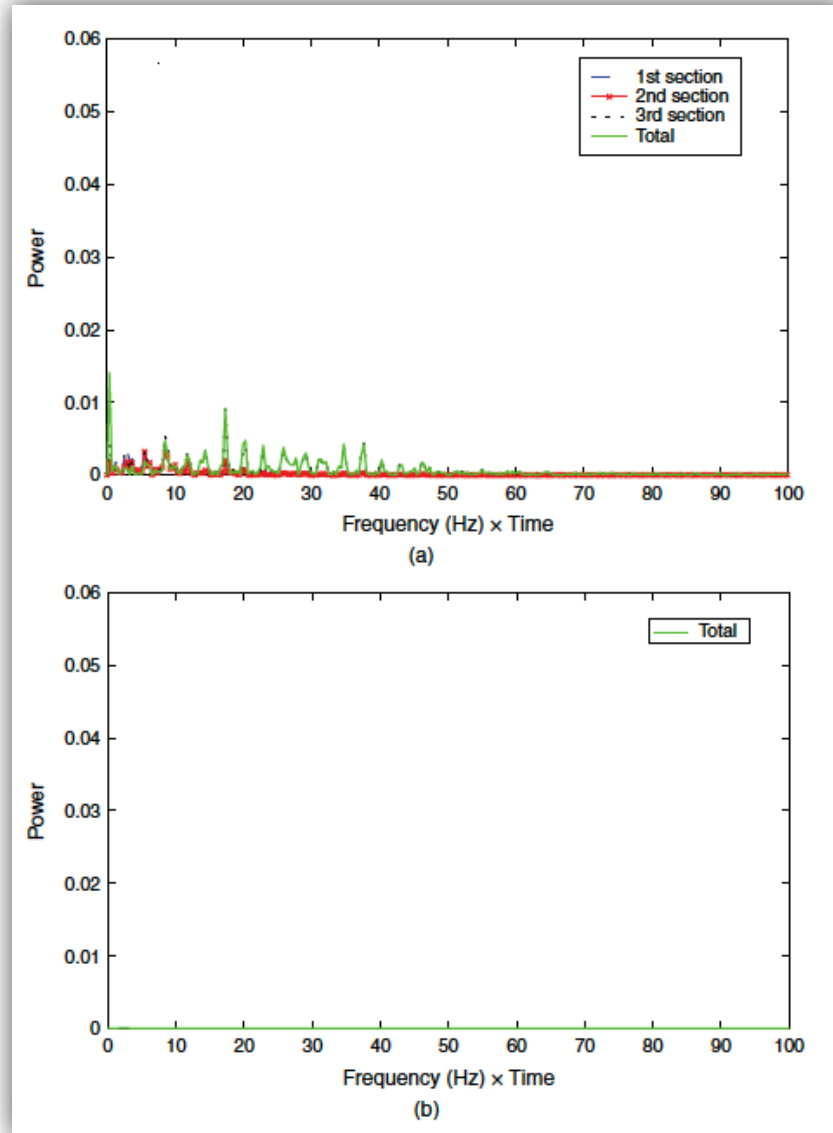 0.06
0.05
0.04
0.03
0.02
0.01
0
Power
1st section
2nd section
3rd section
Total
0 10 20 30 40 50 60 70 80 90 100
Frequency (Hz) × Time
(a)
0.06
0.05
0.04
0.03
0.02
0.01
0
Power
Total
0 10 20 30 40 50 60 70 80 90 100
Frequency (Hz) × Time
(b)